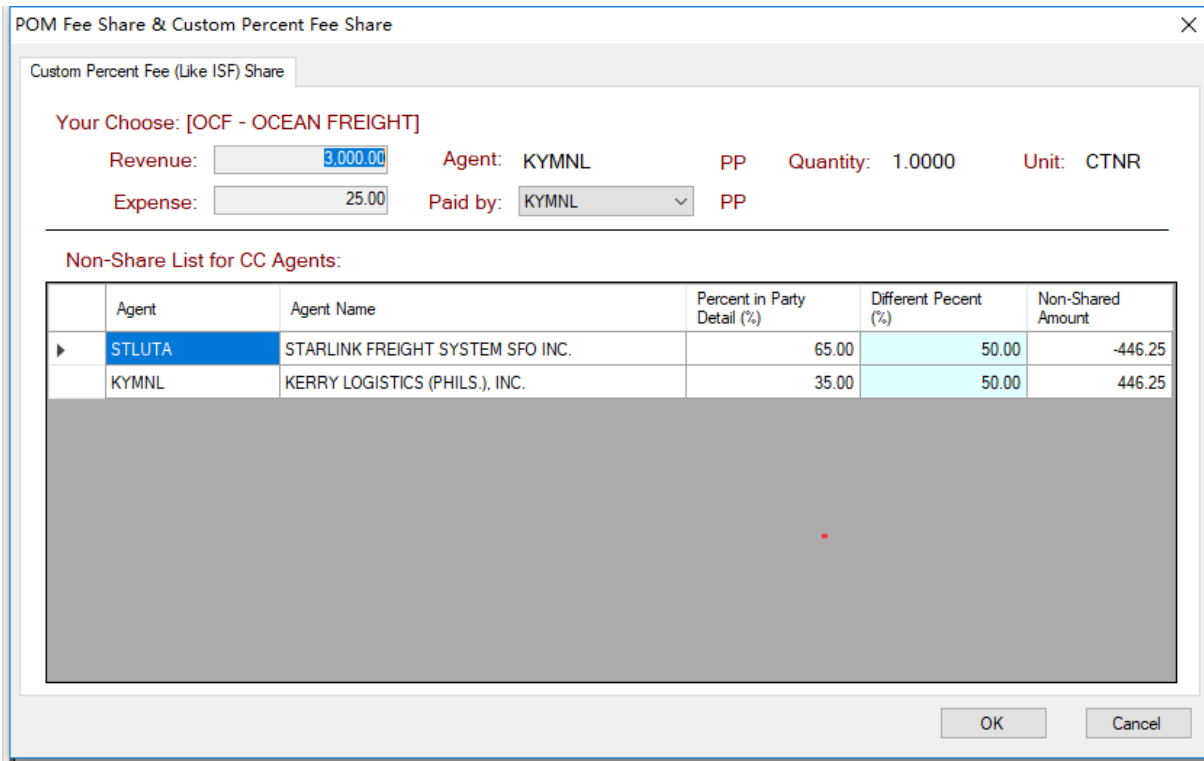 POM Fee Share & Custom Percent Fee Share
Custom Percent Fee (Like ISF) Share
Your Choose: [OCF - OCEAN FREIGHT]
Revenue: 3,000.00 Agent: KYMNL PP Quantity: 1.0000 Unit: CTNR
Expense: 25.00 Paid by: KYMNL PP
Non-Share List for CC Agents:
Agent Agent Name Percent in Party Detail (%) Different Pecent (%) Non-Shared Amount
STLUTA STARLINK FREIGHT SYSTEM SFO INC. 65.00 50.00 -446.25
KYMNL KERRY LOGISTICS (PHILS.), INC. 35.00 50.00 446.25
OK Cancel